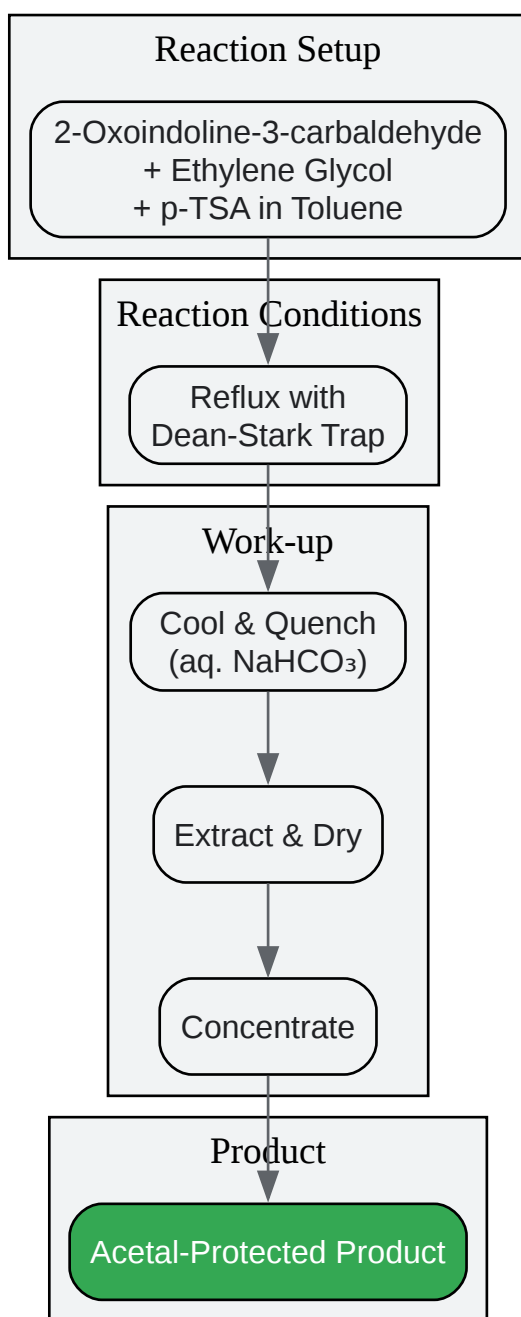 Reaction Setup
2-Oxoindoline-3-carbaldehyde
+ Ethylene Glycol
+ p-TSA in Toluene
Reaction Conditions
Reflux with
Dean-Stark Trap
Work-up
Cool & Quench
(aq. NaHCO₃)
Extract & Dry
Concentrate
Product
Acetal-Protected Product